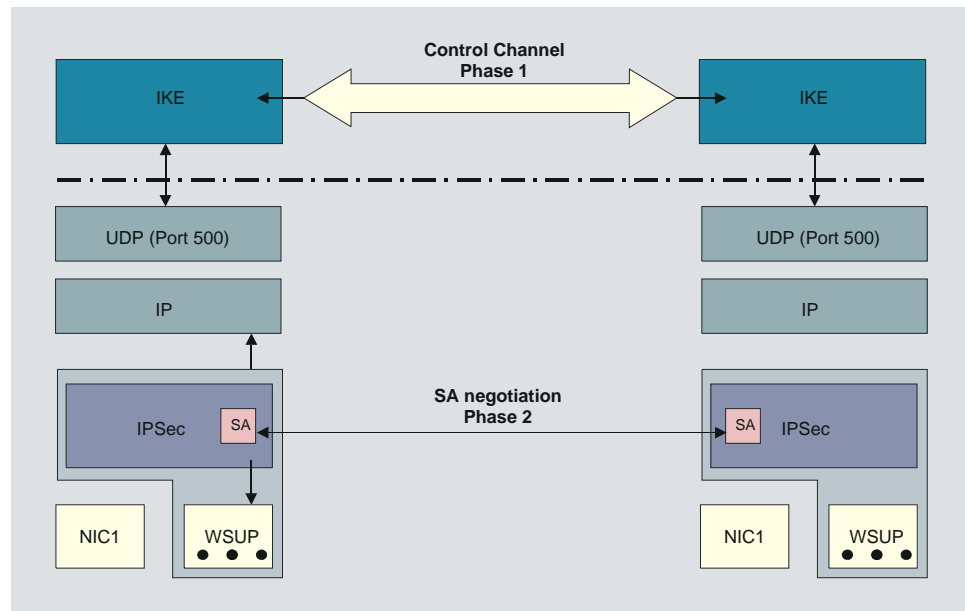 Control Channel
Phase 1
IKE
IKE
UDP (Port 500)
UDP (Port 500)
IP
IP
SA negotiation
Phase 2
IPSec
SA
SA
IPSec
NIC1
WSUP
NIC1
WSUP